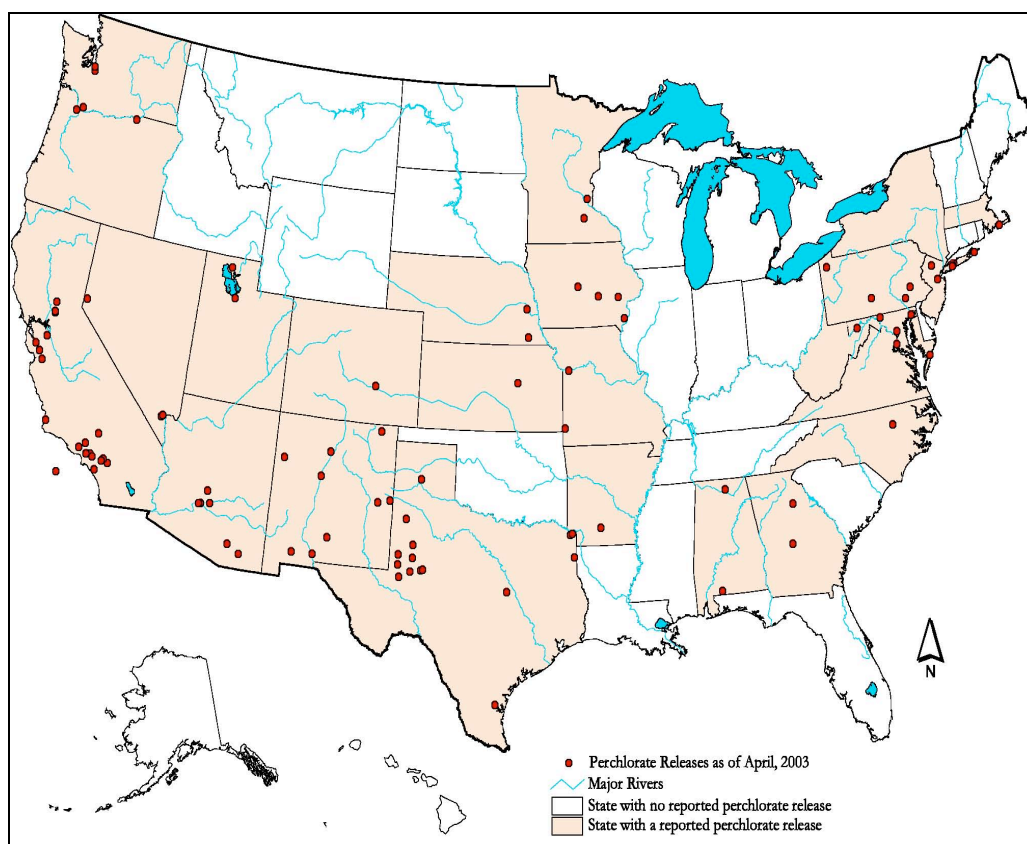 N
Perchlorate Releases as of April, 2003
Major Rivers
State with no reported perchlorate release
State with a reported perchlorate release